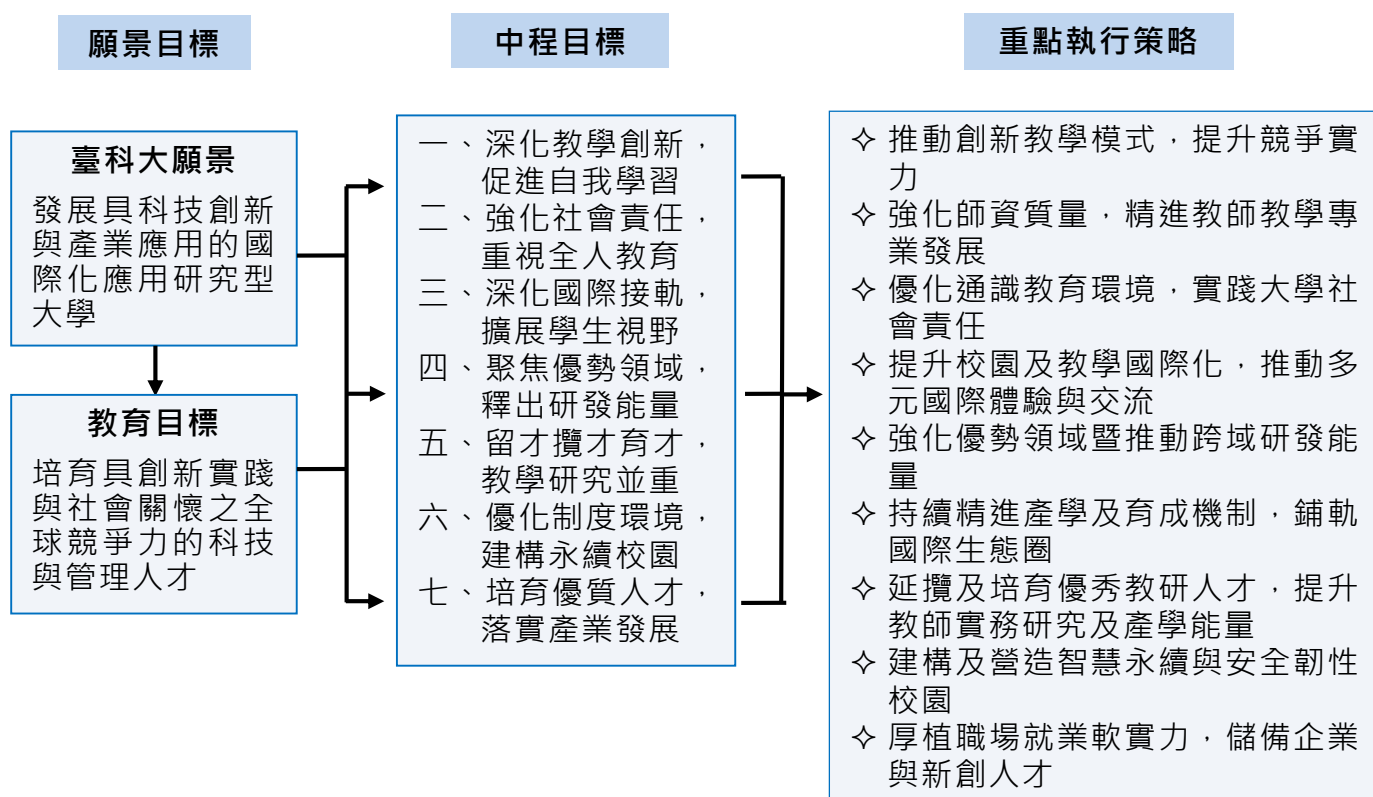 願景目標
中程目標
重點執行策略
臺科大願景
發展具科技創新
與產業應用的國
際化應用研究型
大學
教育目標
培育具創新實踐
與社會關懷之全
球競爭力的科技
與管理人才
一、深化教學創新，
促進自我學習
二、強化社會責任，
重視全人教育
三、深化國際接軌，
擴展學生視野
四、聚焦優勢領域，
釋出研發能量
五、留才攬才育才，
教學研究並重
六、優化制度環境，
建構永續校園
七、培育優質人才，
落實產業發展
✧ 推動創新教學模式，提升競爭實
力
✧ 強化師資質量，精進教師教學專
業發展
✧ 優化通識教育環境，實踐大學社
會責任
✧ 提升校園及教學國際化，推動多
元國際體驗與交流
✧ 強化優勢領域暨推動跨域研發能
量
✧ 持續精進產學及育成機制，鋪軌
國際生態圈
✧ 延攬及培育優秀教研人才，提升
教師實務研究及產學能量
✧ 建構及營造智慧永續與安全韌性
校園
✧ 厚植職場就業軟實力，儲備企業
與新創人才